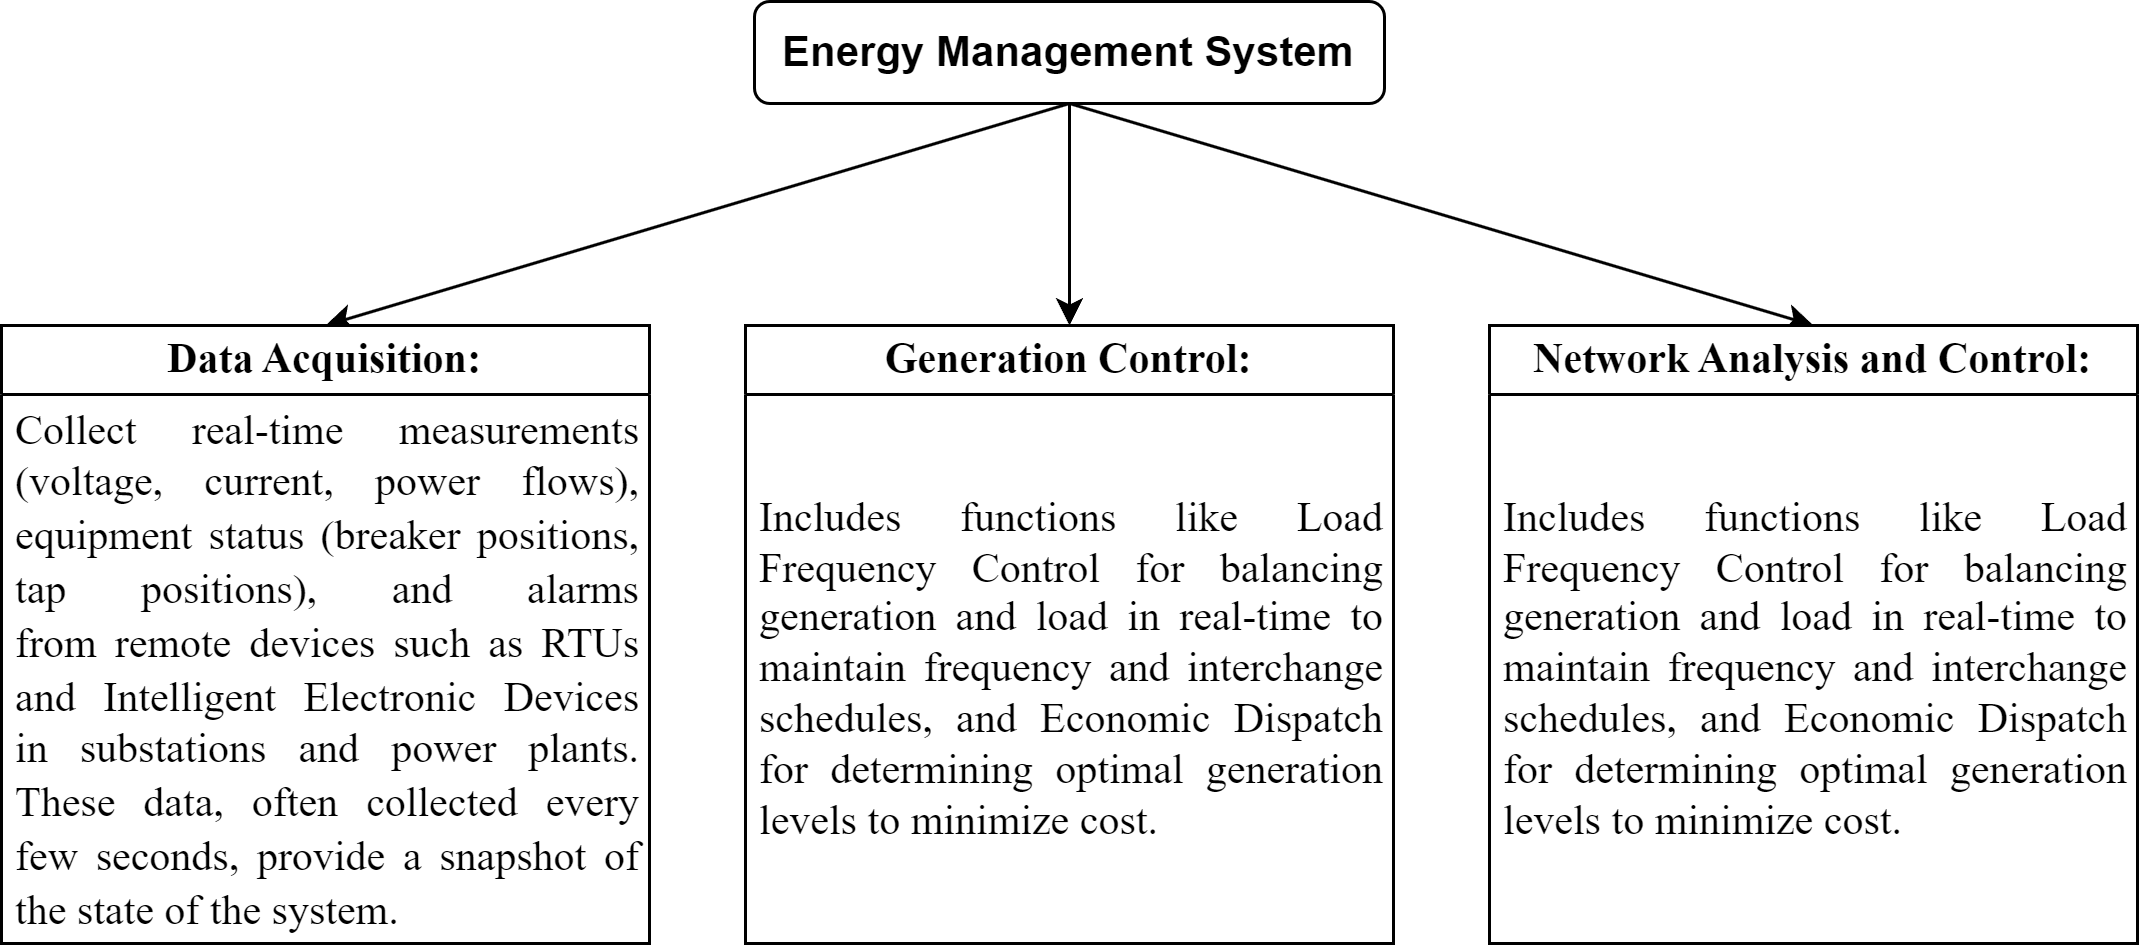 Energy Management System
Data Acquisition:
Collect real-time measurements
(voltage, current, power flows),
equipment status (breaker positions,
tap positions), and alarms
from remote devices such as RTUs
and Intelligent Electronic Devices
in substations and power plants.
These data, often collected every
few seconds, provide a snapshot of
the state of the system.
Generation Control:
Includes functions like Load
Frequency Control for balancing
generation and load in real-time to
maintain frequency and interchange
schedules, and Economic Dispatch
for determining optimal generation
levels to minimize cost.
Network Analysis and Control:
Includes functions like Load
Frequency Control for balancing
generation and load in real-time to
maintain frequency and interchange
schedules, and Economic Dispatch
for determining optimal generation
levels to minimize cost.